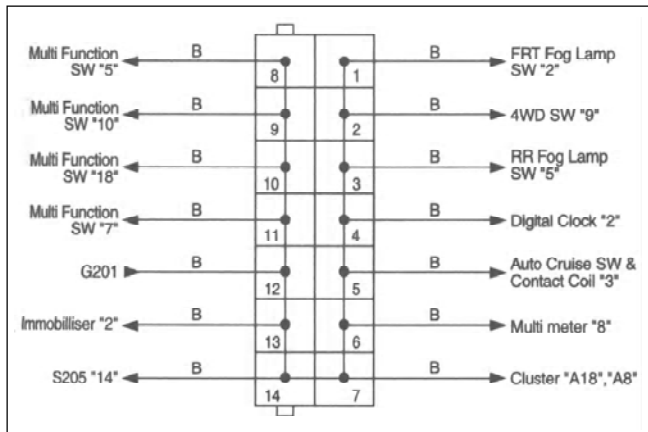 Multi Function
SW "5"
B
8
1
B
FRT Fog Lamp
SW "2"
Multi Function
SW "10"
B
9
2
B
4WD SW "9"
Multi Function
SW "18"
B
10
3
B
RR Fog Lamp
SW "5"
Multi Function
SW "7"
B
11
4
B
Digital Clock "2"
G201
B
12
5
B
Auto Cruise SW &
Contact Coil "3"
Immobilliser "2"
B
13
6
B
Multi meter "8"
S205 "14"
B
14
7
B
Cluster "A18","A8"